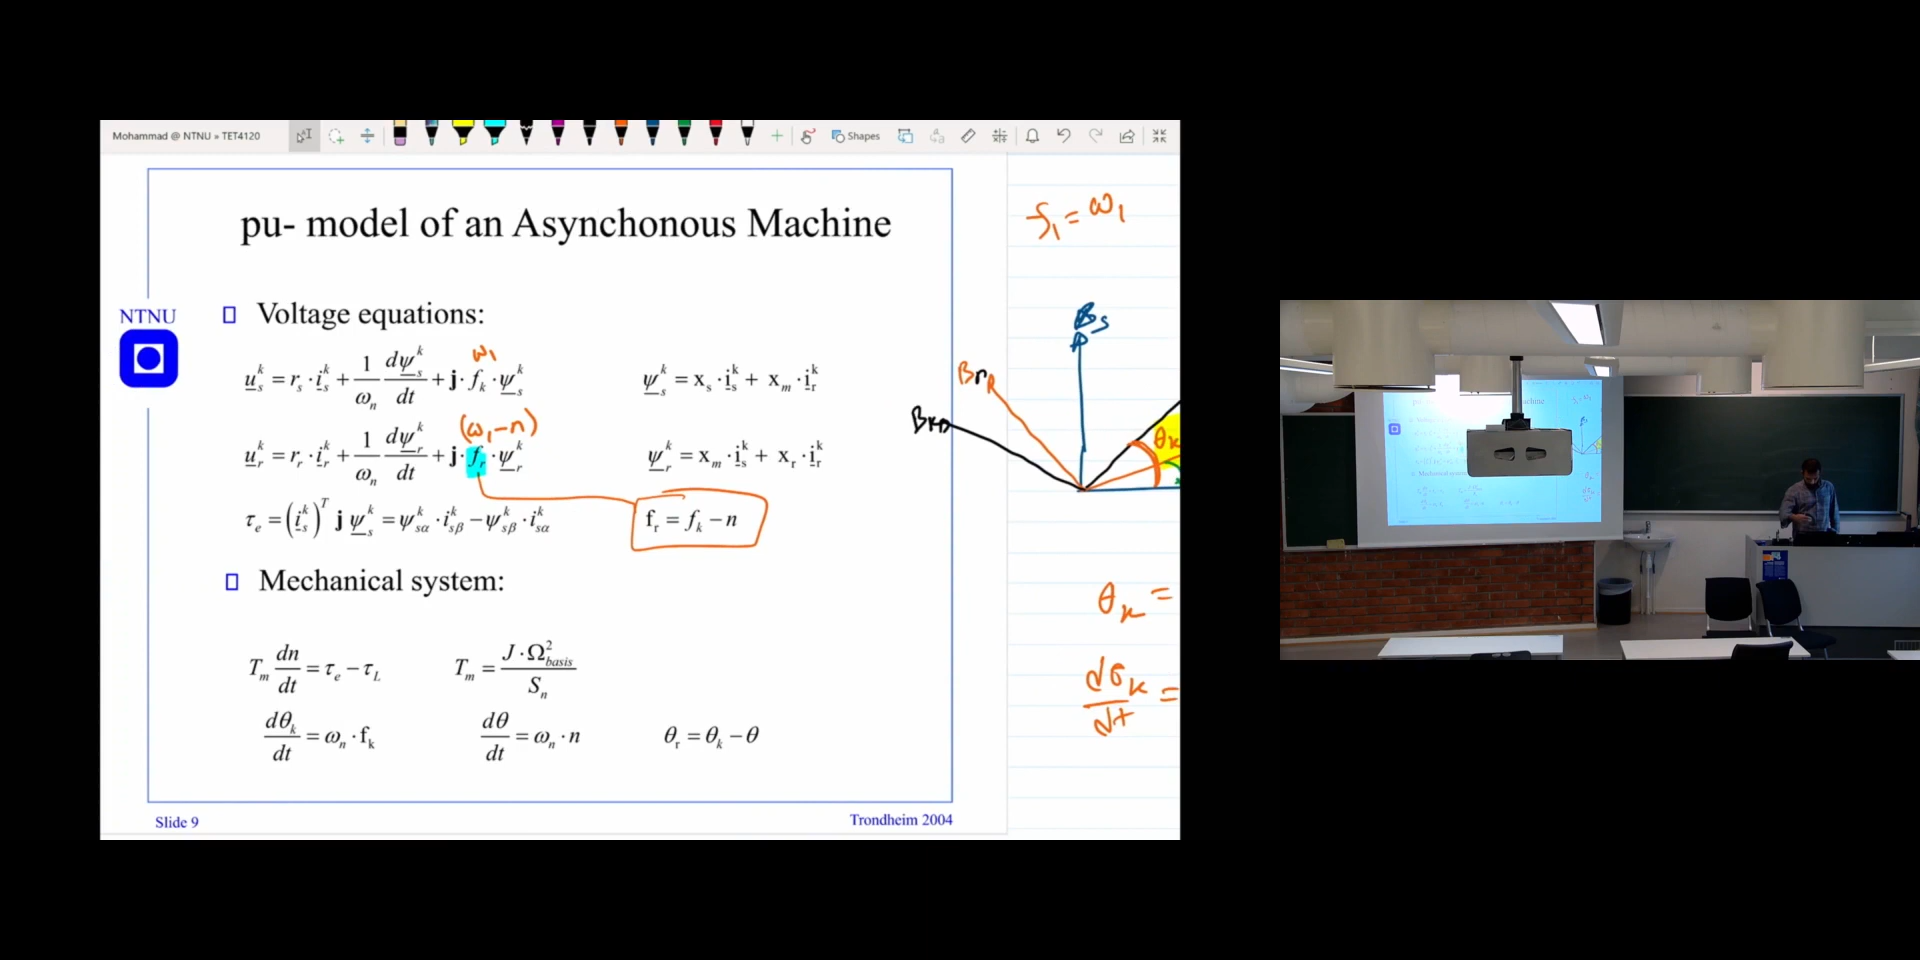 Mohammad @ NTNU » TET4120
Shapes
pu- model of an Asynchonous Machine
f₁ = ω₁
NTNU
Voltage equations:
ω₁
u_s^k = r_s · i_s^k + 1/ω_n dψ_s^k/dt + j · f_k · ψ_s^k
ψ_s^k = x_s · i_s^k + x_m · i_r^k
(ω₁-n)
u_r^k = r_r · i_r^k + 1/ω_n dψ_r^k/dt + j · f_r · ψ_r^k
ψ_r^k = x_m · i_s^k + x_r · i_r^k
τ_e = (i_s^k)^T j ψ_s^k = ψ_sα^k · i_sβ^k − ψ_sβ^k · i_sα^k
f_r = f_k − n
Bs
θk
Mechanical system:
T_m dn/dt = τ_e − τ_L
T_m = J · Ω²_basis / S_n
dθ_k/dt = ω_n · f_k
dθ/dt = ω_n · n
θ_r = θ_k − θ
θk =
dθk/dt =
Slide 9
Trondheim 2004